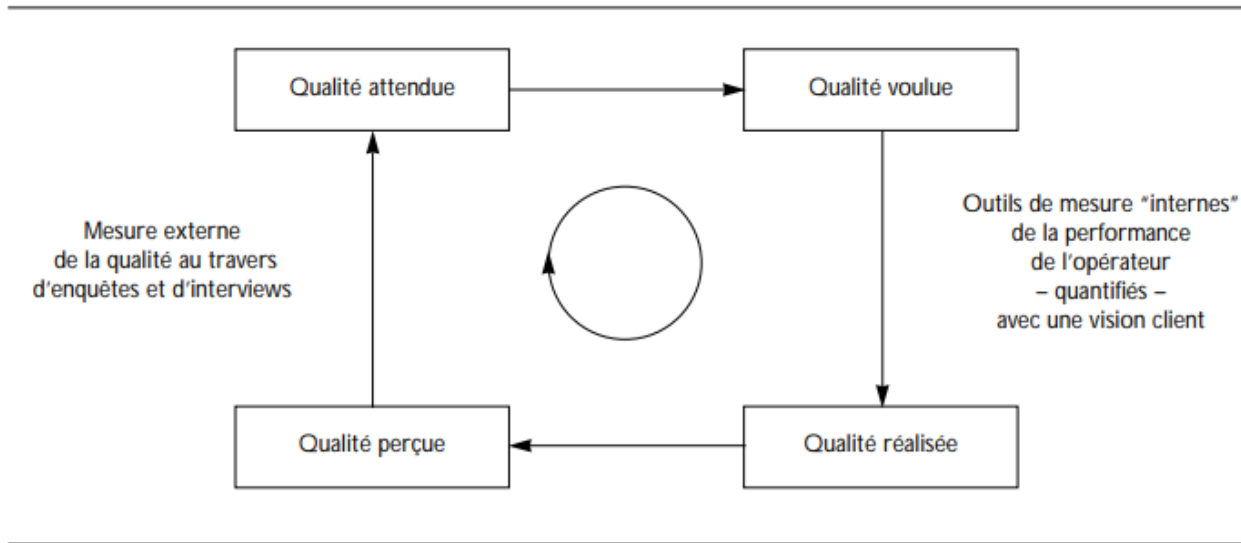 Qualité attendue
Qualité voulue
Mesure externe
de la qualité au travers
d'enquêtes et d'interviews
Outils de mesure "internes"
de la performance
de l'opérateur
– quantifiés –
avec une vision client
Qualité perçue
Qualité réalisée